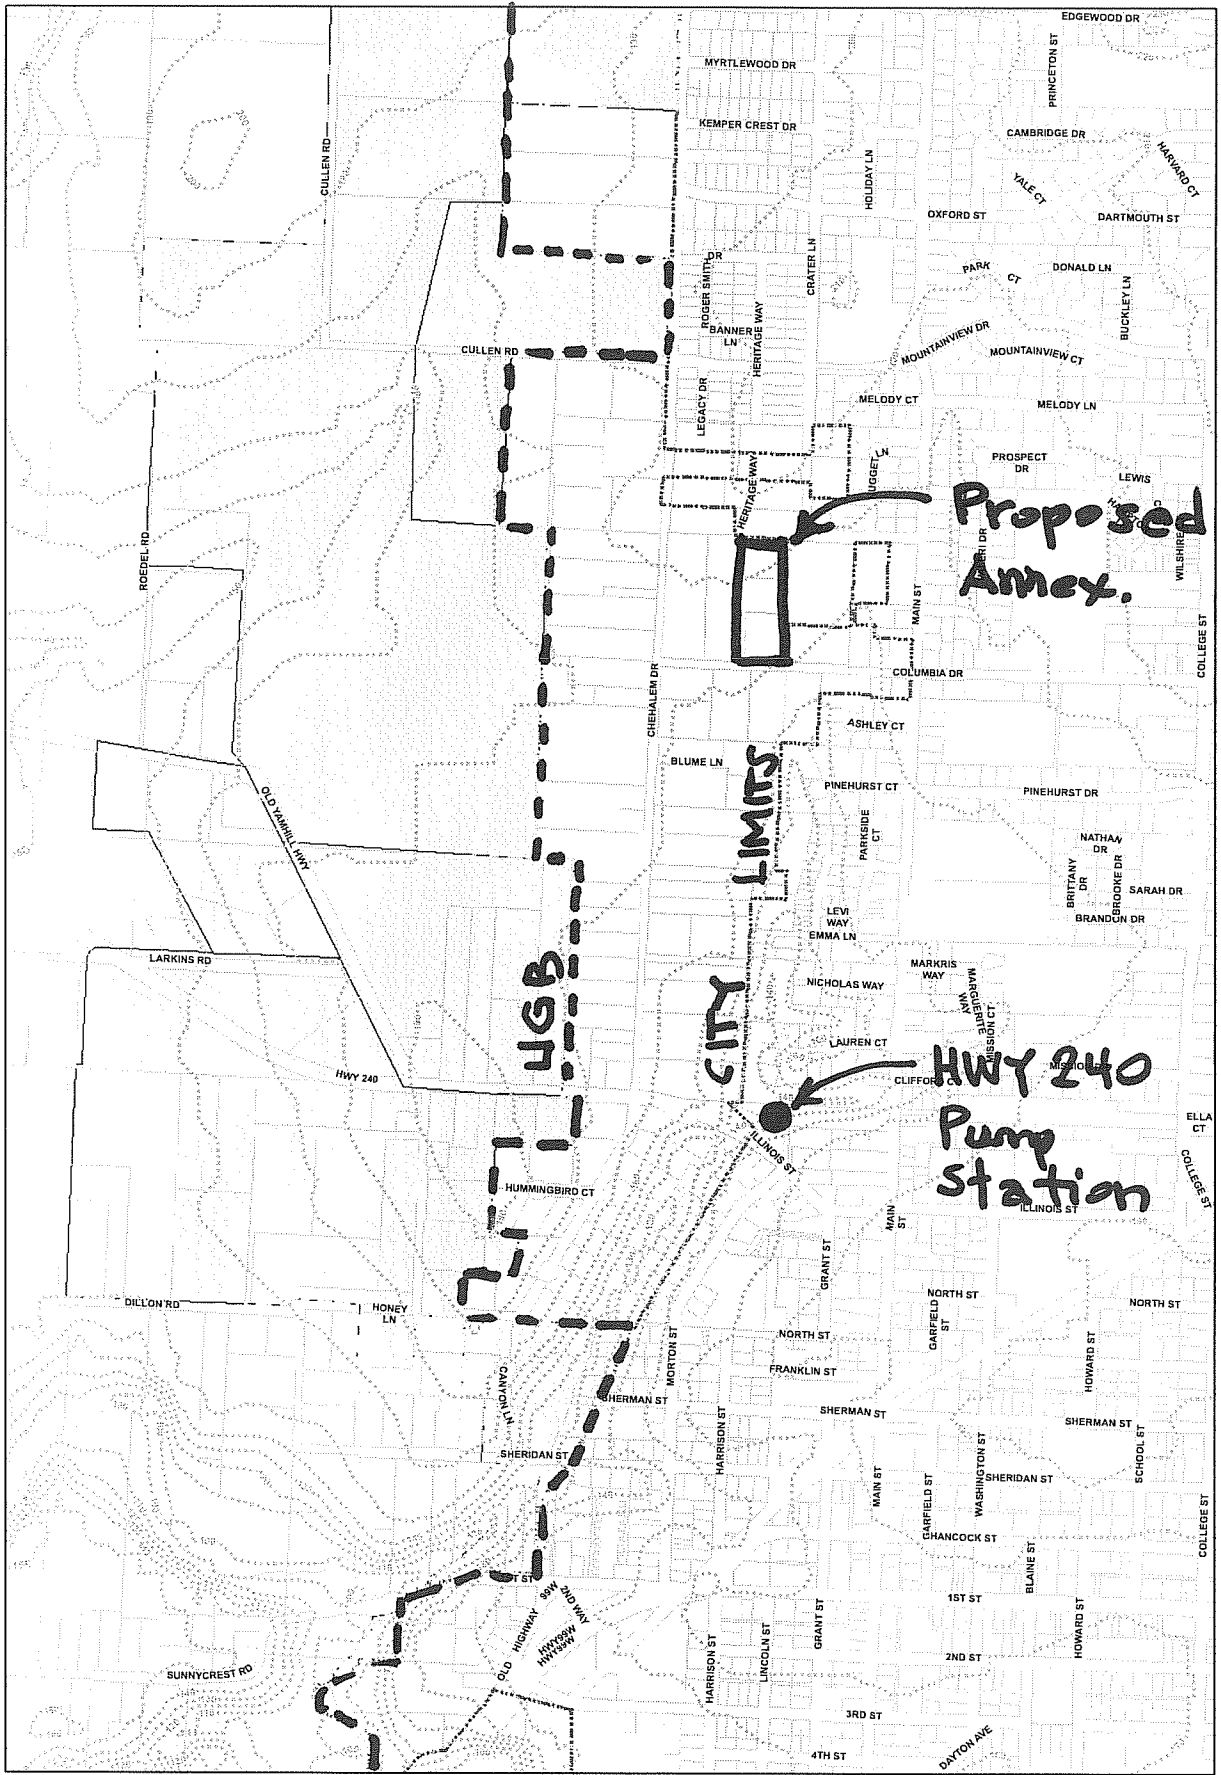 EDGEWOOD DR
PRINCETON ST
MYRTLEWOOD DR
KEMPER CREST DR
CAMBRIDGE DR
HARVARD CT
CULLEN RD
HOLIDAY LN
YALE CT
OXFORD ST
DARTMOUTH ST
ROGER SMITH DR
CRATER LN
PARK CT
DONALD LN
BUCKLEY LN
BANNER LN
HERITAGE WAY
MOUNTAINVIEW DR
MOUNTAINVIEW CT
CULLEN RD
LEGACY DR
MELODY CT
MELODY LN
PROSPECT DR
LEWIS
HERITAGE WAY
Proposed
Annex.
WILSHIRE
ROEDEL RD
MAIN ST
COLLEGE ST
COLUMBIA DR
CHEHALEM DR
ASHLEY CT
BLUME LN
LIMITS
PINEHURST CT
PINEHURST DR
OLD YAMHILL HWY
PARKSIDE CT
NATHAN DR
BRITTANY DR
BROOKE DR
SARAH DR
BRANDON DR
LEVI WAY
EMMA LN
LARKINS RD
UGB
CITY
MARKRIS WAY
NICHOLAS WAY
MARGUERITE WAY
MISSION CT
LAUREN CT
HWY 240
HWY 240
Pump
Station
ELLA CT
COLLEGE ST
ILLINOIS ST
ILLINOIS ST
HUMMINGBIRD CT
MAIN ST
GRANT ST
DILLON RD
HONEY LN
NORTH ST
NORTH ST
GARFIELD ST
NORTH ST
MORTON ST
FRANKLIN ST
HOWARD ST
CANYON LN
SHERMAN ST
SHERMAN ST
SHERMAN ST
HARRISON ST
SHERIDAN ST
WASHINGTON ST
SCHOOL ST
SHERIDAN ST
MAIN ST
GARFIELD ST
HANCOCK ST
COLLEGE ST
BLAINE ST
1ST ST
OLD HIGHWAY 99W
2ND WAY
HWY99W
HWY99W
GRANT ST
HOWARD ST
HARRISON ST
LINCOLN ST
2ND ST
SUNNYCREST RD
3RD ST
4TH ST
DAYTON AVE